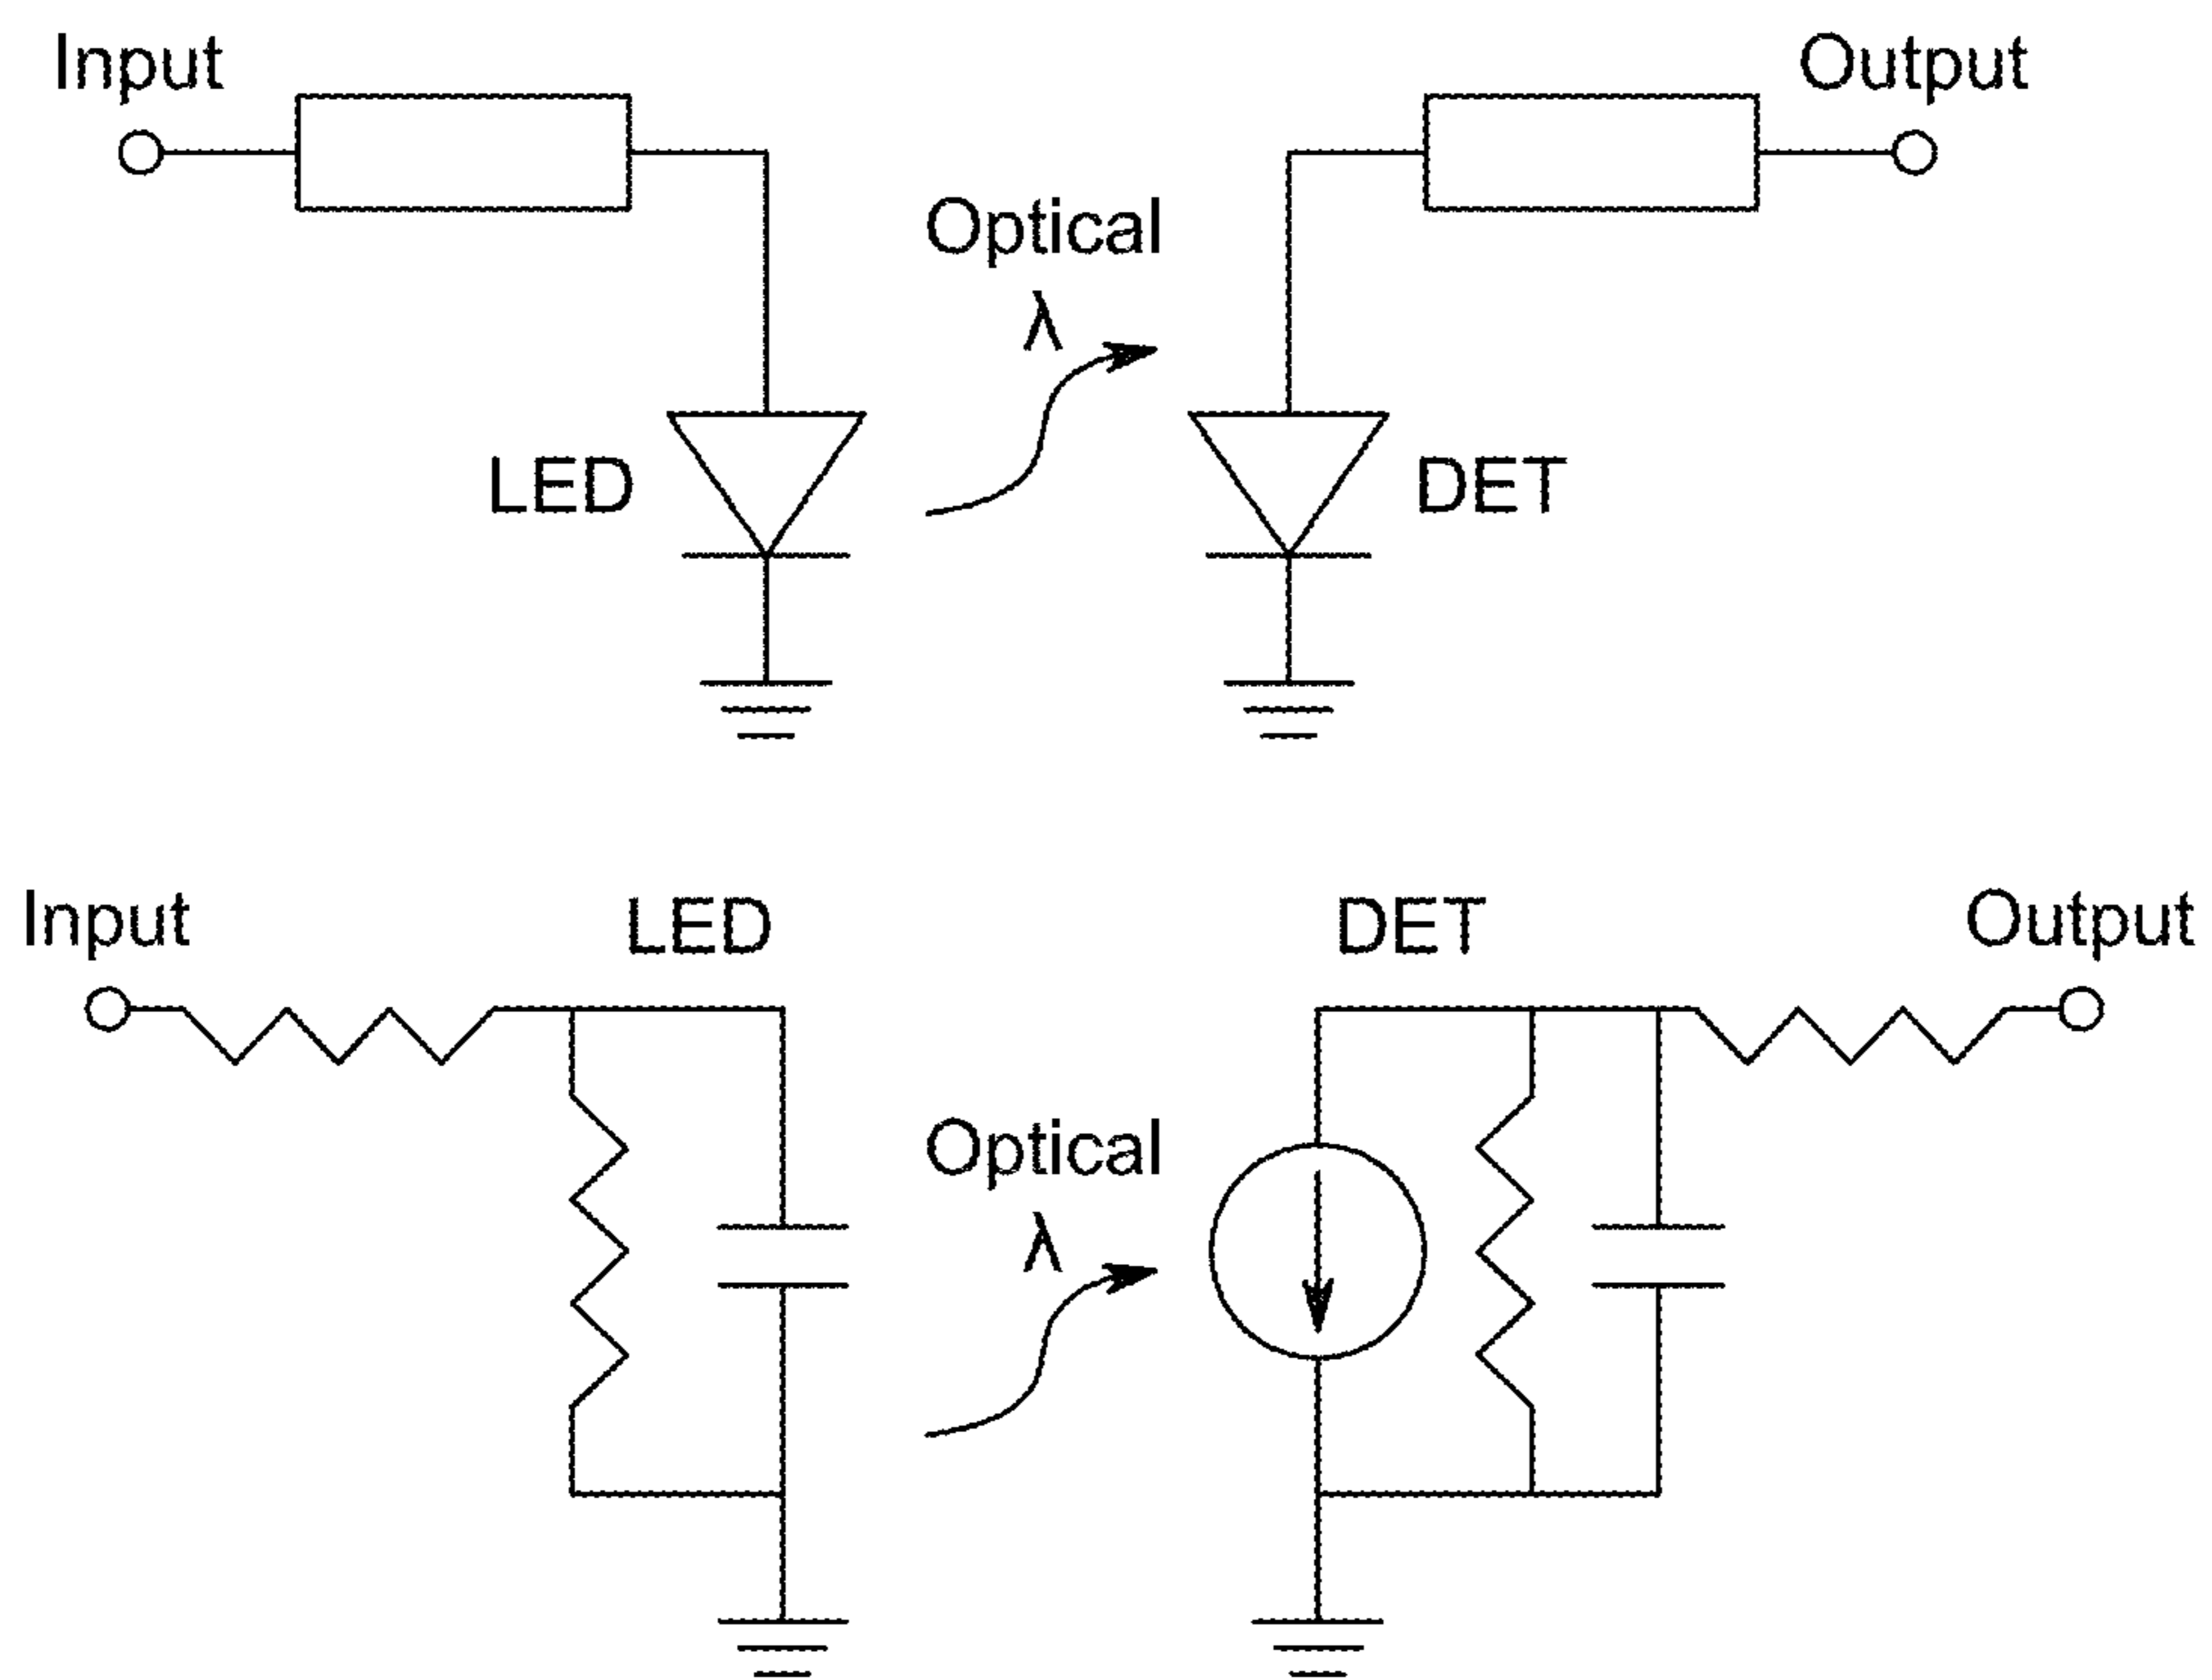 Input
Output
Optical
λ
LED
DET
Input
LED
DET
Output
Optical
λ